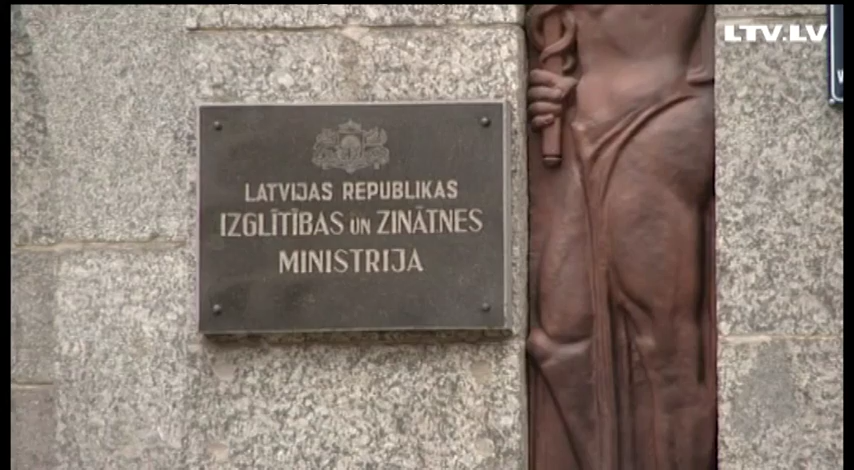 LTV.LV
LATVIJAS REPUBLIKAS
IZGLĪTĪBAS UN ZINĀTNES
MINISTRIJA